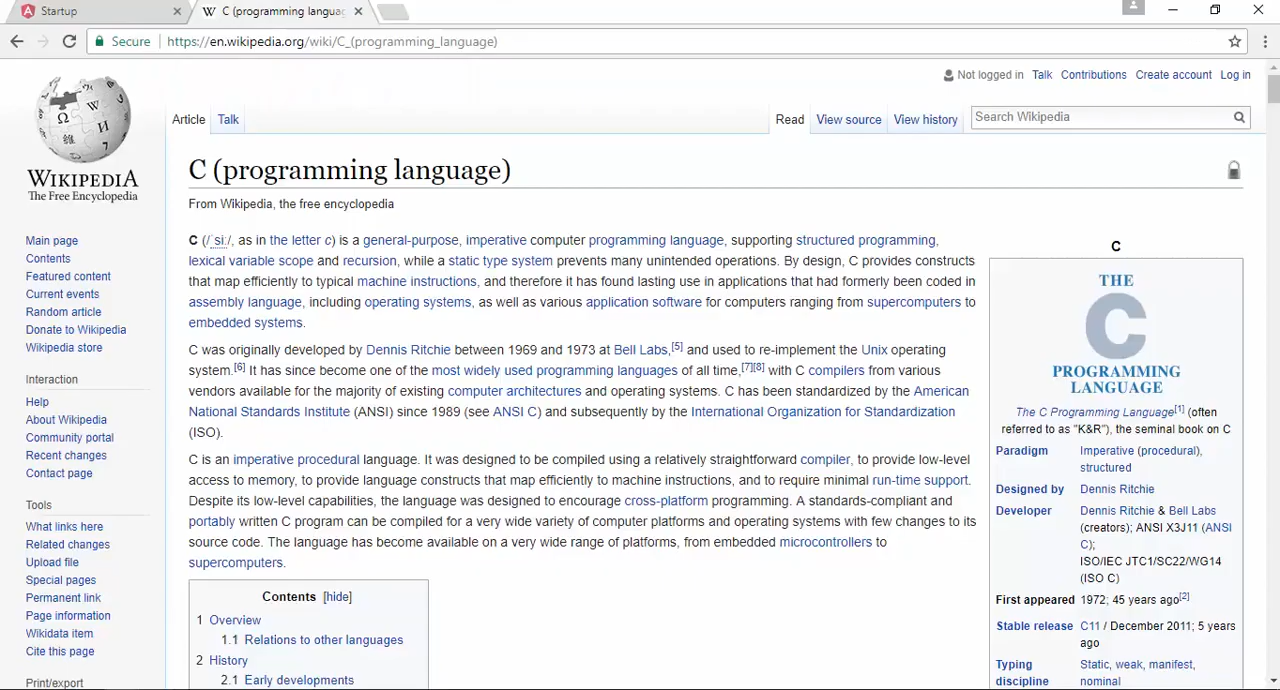 Startup
C (programming languag
Secure
https://en.wikipedia.org/wiki/C_(programming_language)
Not logged in Talk Contributions Create account Log in
Article Talk
Read View source View history
Search Wikipedia
WIKIPEDIA
The Free Encyclopedia
Main page
Contents
Featured content
Current events
Random article
Donate to Wikipedia
Wikipedia store
Interaction
Help
About Wikipedia
Community portal
Recent changes
Contact page
Tools
What links here
Related changes
Upload file
Special pages
Permanent link
Page information
Wikidata item
Cite this page
Print/export
C (programming language)
From Wikipedia, the free encyclopedia
C (/ˈsiː/, as in the letter c) is a general-purpose, imperative computer programming language, supporting structured programming,
lexical variable scope and recursion, while a static type system prevents many unintended operations. By design, C provides constructs
that map efficiently to typical machine instructions, and therefore it has found lasting use in applications that had formerly been coded in
assembly language, including operating systems, as well as various application software for computers ranging from supercomputers to
embedded systems.
C was originally developed by Dennis Ritchie between 1969 and 1973 at Bell Labs,[5] and used to re-implement the Unix operating
system.[6] It has since become one of the most widely used programming languages of all time,[7][8] with C compilers from various
vendors available for the majority of existing computer architectures and operating systems. C has been standardized by the American
National Standards Institute (ANSI) since 1989 (see ANSI C) and subsequently by the International Organization for Standardization
(ISO).
C is an imperative procedural language. It was designed to be compiled using a relatively straightforward compiler, to provide low-level
access to memory, to provide language constructs that map efficiently to machine instructions, and to require minimal run-time support.
Despite its low-level capabilities, the language was designed to encourage cross-platform programming. A standards-compliant and
portably written C program can be compiled for a very wide variety of computer platforms and operating systems with few changes to its
source code. The language has become available on a very wide range of platforms, from embedded microcontrollers to
supercomputers.
Contents [hide]
1 Overview
1.1 Relations to other languages
2 History
2.1 Early developments
C
THE
C
PROGRAMMING
LANGUAGE
The C Programming Language[1] (often
referred to as "K&R"), the seminal book on C
Paradigm Imperative (procedural),
structured
Designed by Dennis Ritchie
Developer Dennis Ritchie & Bell Labs
(creators); ANSI X3J11 (ANSI
C);
ISO/IEC JTC1/SC22/WG14
(ISO C)
First appeared 1972; 45 years ago[2]
Stable release C11 / December 2011; 5 years
ago
Typing Static, weak, manifest,
discipline nominal